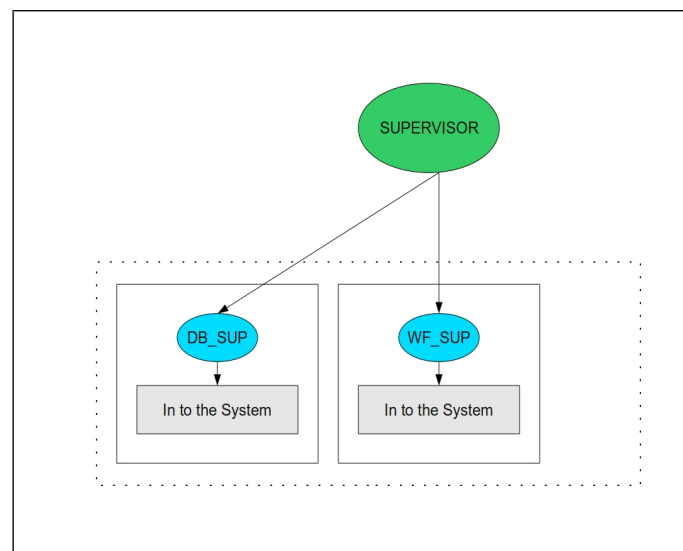 SUPERVISOR
DB_SUP
WF_SUP
In to the System
In to the System